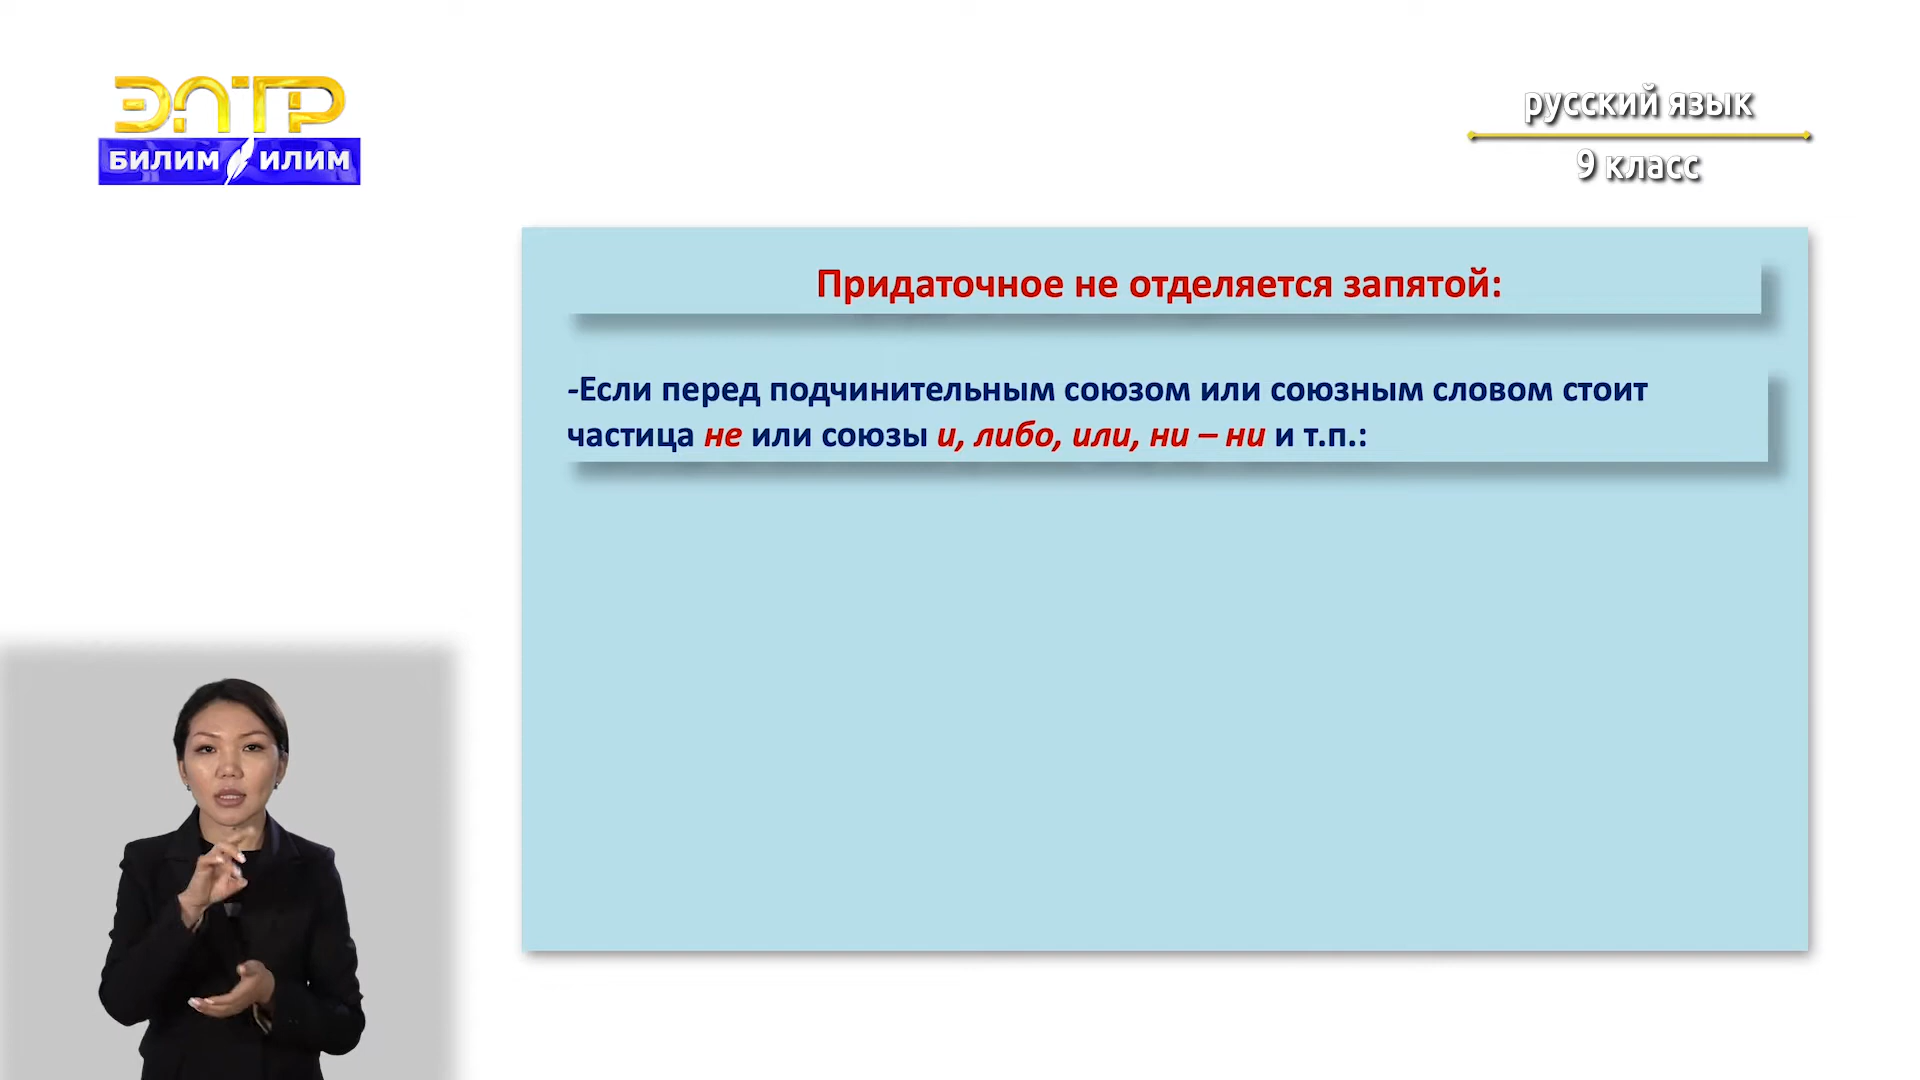 ЭЛТР
БИЛИМ ИЛИМ
русский язык
9 класс
Придаточное не отделяется запятой:
-Если перед подчинительным союзом или союзным словом стоит
частица не или союзы и, либо, или, ни – ни и т.п.: